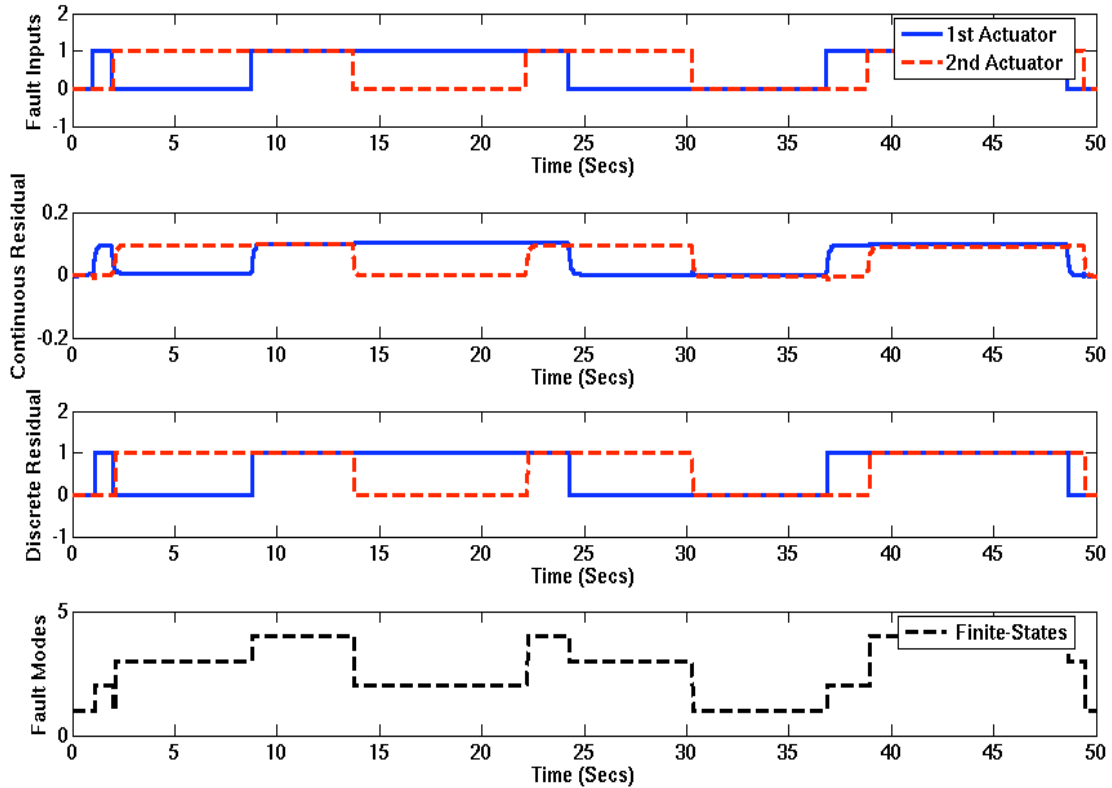 Fault Inputs
2
1
0
-1
1st Actuator
2nd Actuator
0 5 10 15 20 25 30 35 40 45 50
Time (Secs)
Continuous Residual
0.2
0
-0.2
0 5 10 15 20 25 30 35 40 45 50
Time (Secs)
Discrete Residual
2
1
0
-1
0 5 10 15 20 25 30 35 40 45 50
Time (Secs)
Fault Modes
5
0
Finite-States
0 5 10 15 20 25 30 35 40 45 50
Time (Secs)